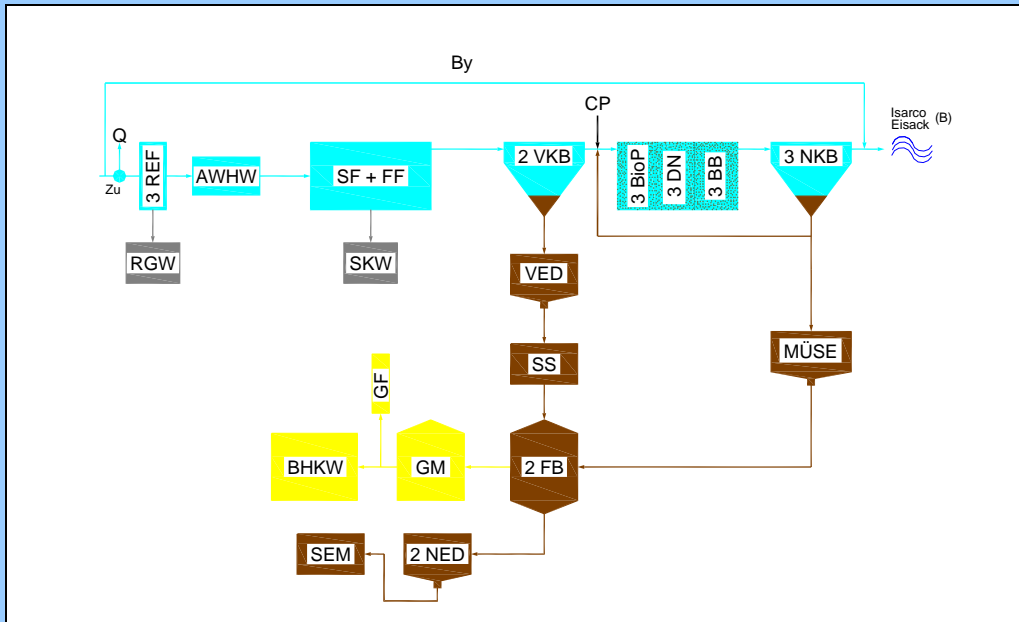 By
CP
Isarco
Eisack (B)
Q
Zu
3 REF
AWHW
SF + FF
2 VKB
3 BioP
3 DN
3 BB
3 NKB
RGW
SKW
VED
SS
MÜSE
GF
BHKW
GM
2 FB
SEM
2 NED